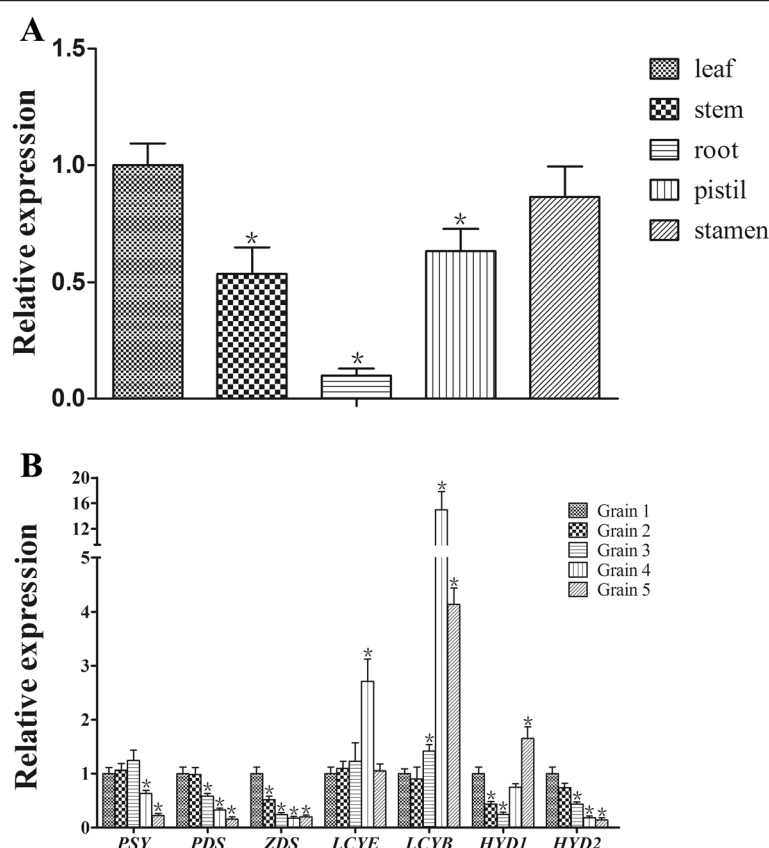 A
Relative expression
1.5
1.0
0.5
0.0
*
*
*
leaf
stem
root
pistil
stamen
B
Relative expression
20
16
12
5
4
3
2
1
0
* * * * * * * * * * * * * * * * * *
Grain 1
Grain 2
Grain 3
Grain 4
Grain 5
PSY PDS ZDS LCYE LCYB HYD1 HYD2